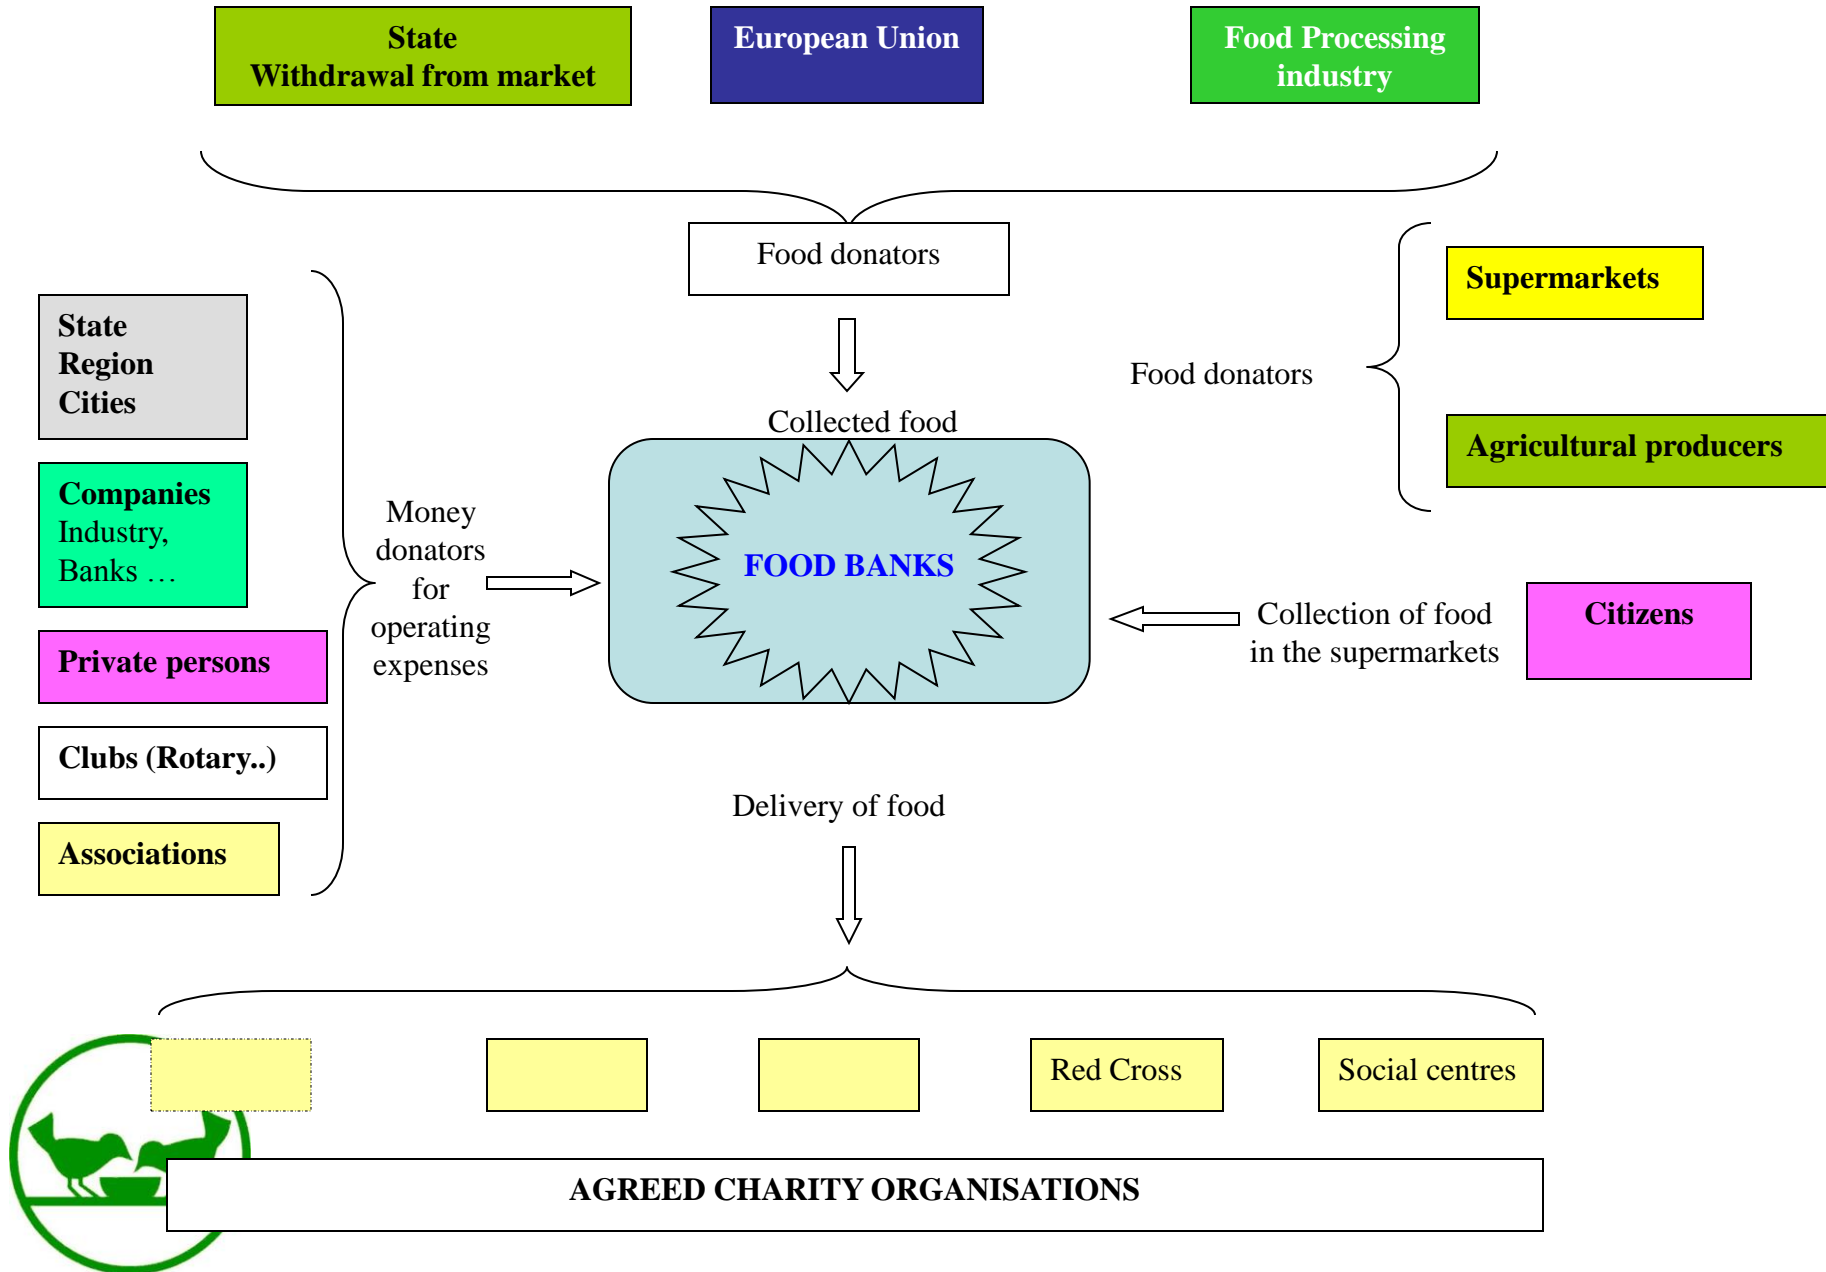 State
Withdrawal from market
European Union
Food Processing
industry
Food donators
Supermarkets
Food donators
Agricultural producers
State
Region
Cities
Companies
Industry,
Banks …
Private persons
Clubs (Rotary..)
Associations
Money
donators
for
operating
expenses
Collected food
FOOD BANKS
Collection of food
in the supermarkets
Citizens
Delivery of food
Red Cross
Social centres
AGREED CHARITY ORGANISATIONS